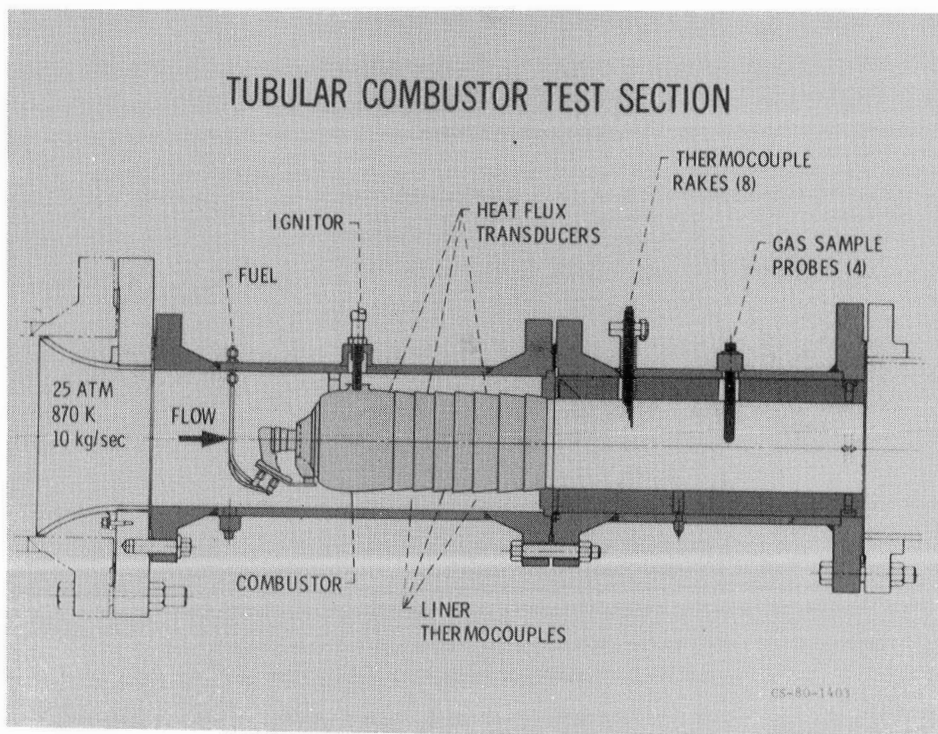 TUBULAR COMBUSTOR TEST SECTION
THERMOCOUPLE
RAKES (8)
IGNITOR
HEAT FLUX
TRANSDUCERS
GAS SAMPLE
PROBES (4)
FUEL
25 ATM
870 K
10 kg/sec
FLOW
COMBUSTOR
LINER
THERMOCOUPLES
CS-80-1403